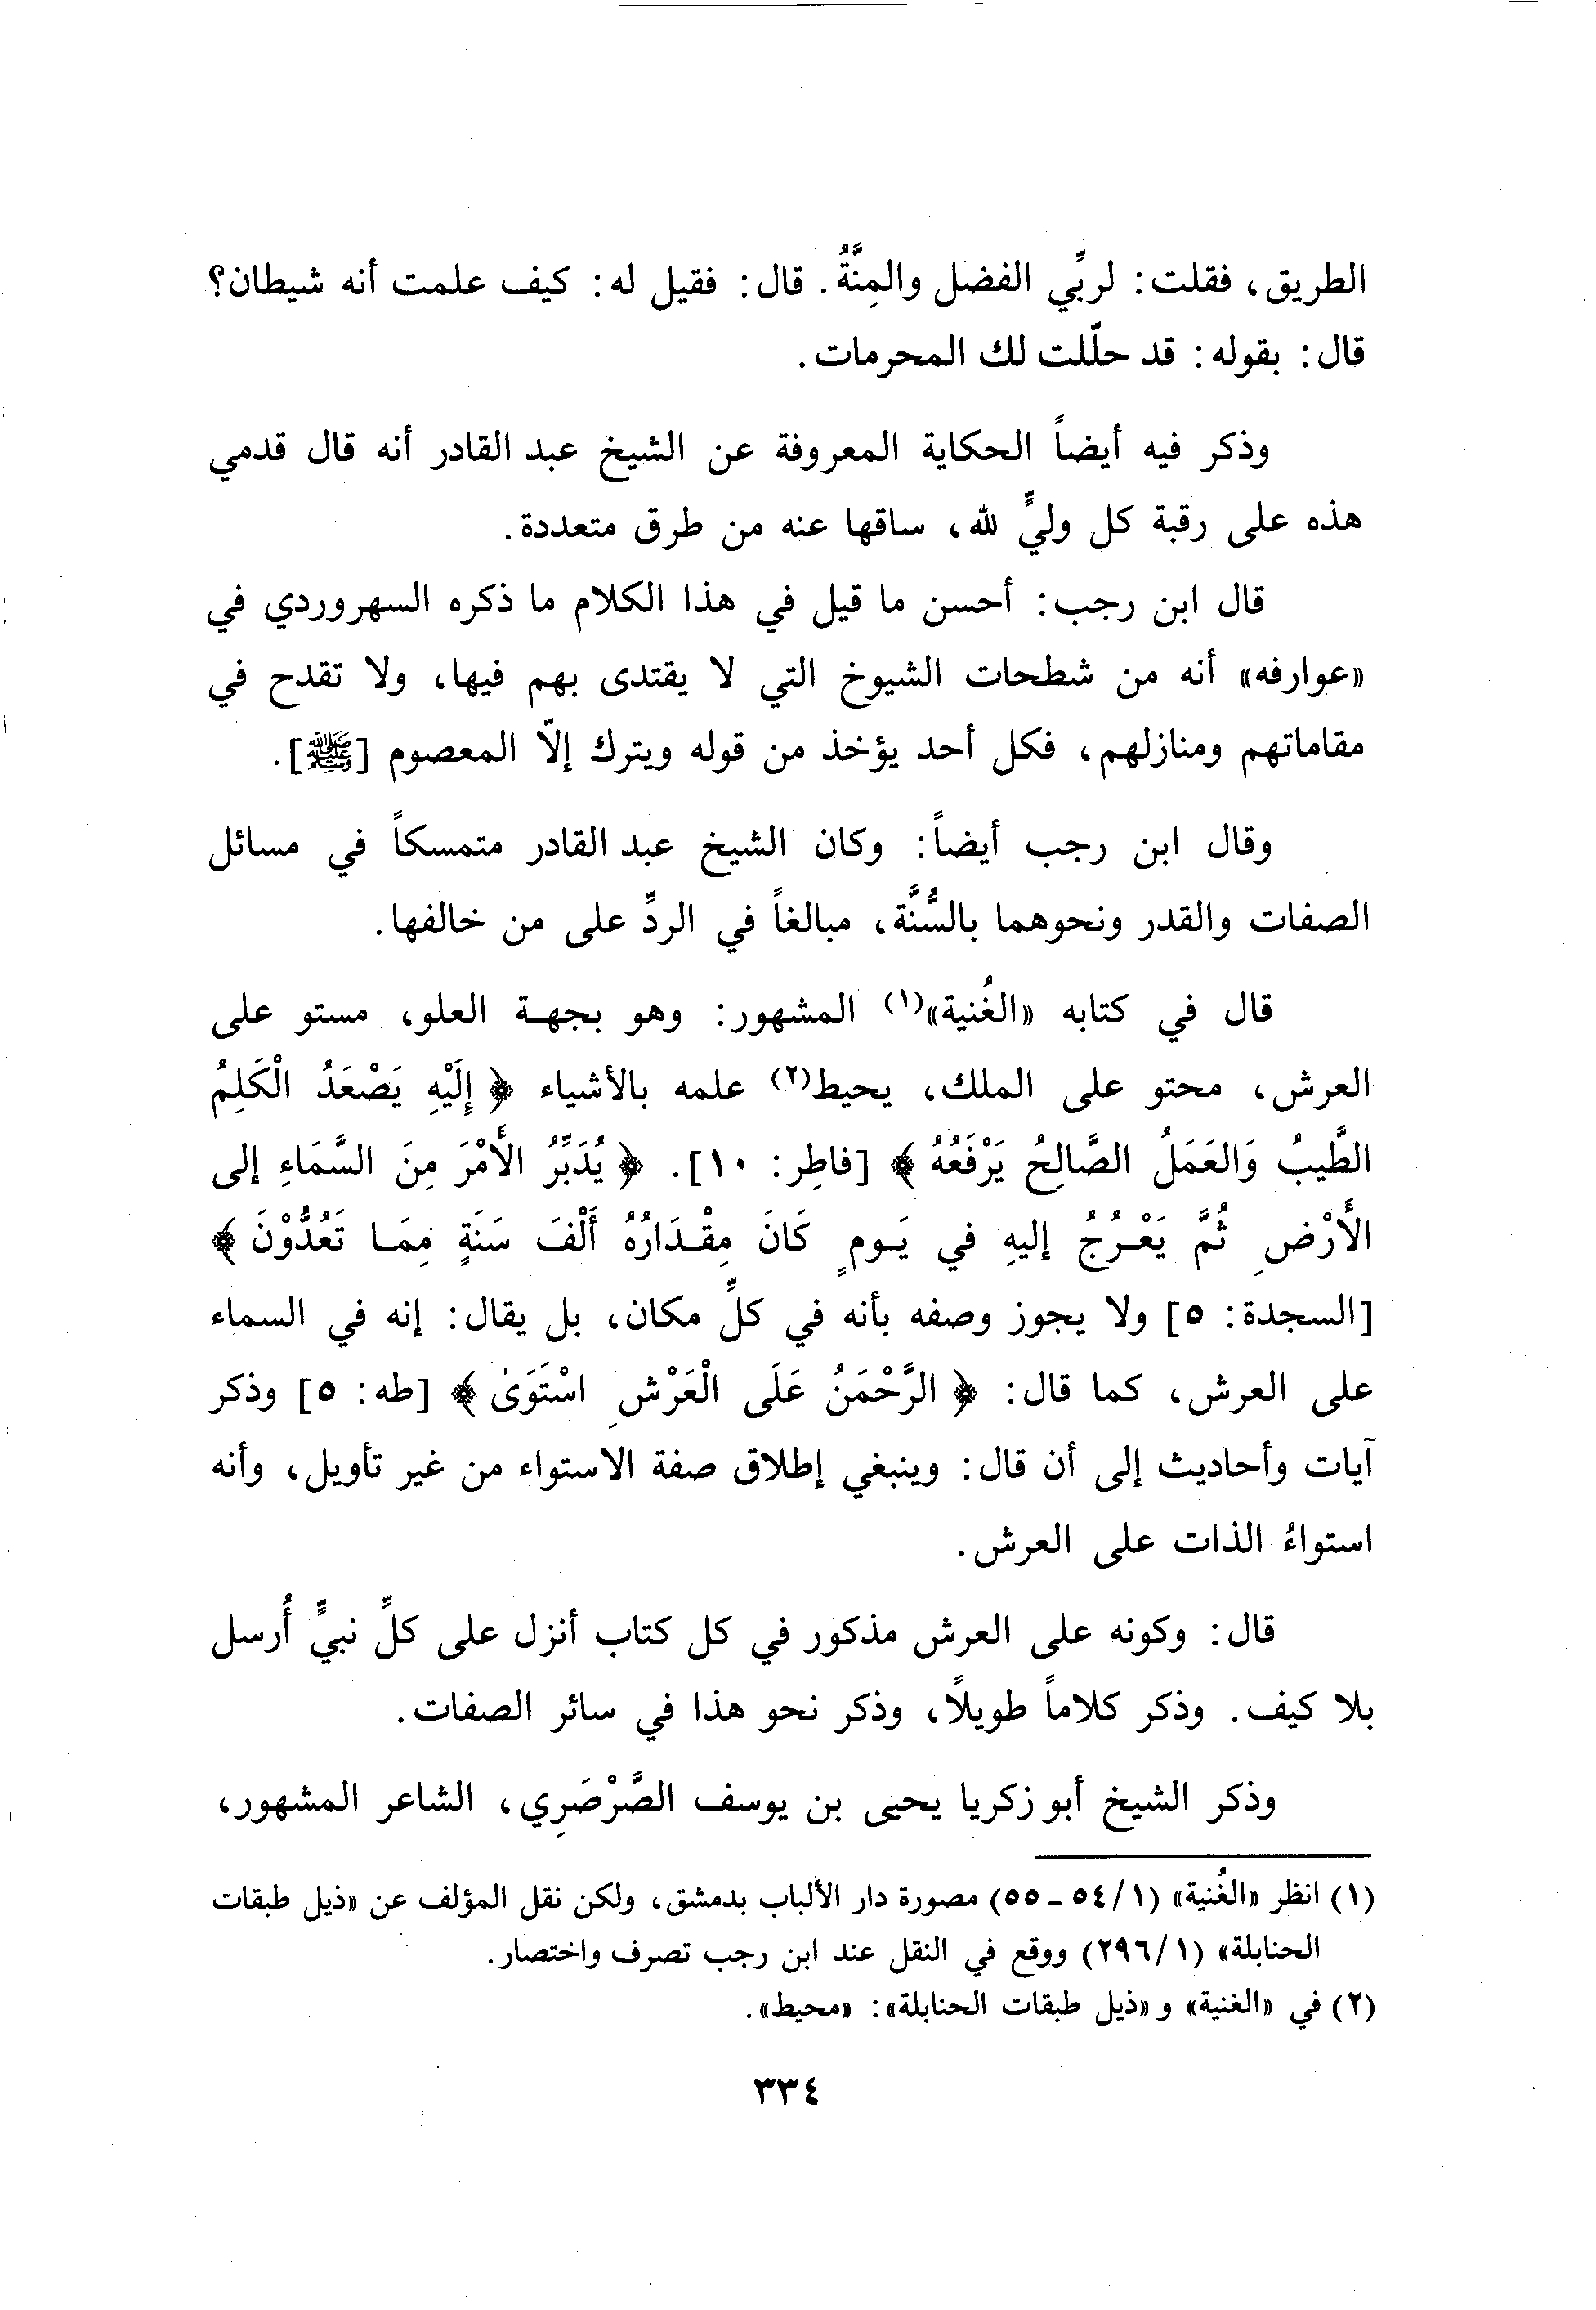 الطريق، فقلت: لربِّي الفضل والمِنَّةُ. قال: فقيل له: كيف علمت أنه شيطان؟
قال: بقوله: قد حلّلت لك المحرمات.
وذكر فيه أيضاً الحكاية المعروفة عن الشيخ عبد القادر أنه قال قدمي
هذه على رقبة كل وليٍّ لله، ساقها عنه من طرق متعددة.
قال ابن رجب: أحسن ما قيل في هذا الكلام ما ذكره السهروردي في
«عوارفه» أنه من شطحات الشيوخ التي لا يقتدى بهم فيها، ولا تقدح في
مقاماتهم ومنازلهم، فكل أحد يؤخذ من قوله ويترك إلاّ المعصوم [ﷺ].
وقال ابن رجب أيضاً: وكان الشيخ عبد القادر متمسكاً في مسائل
الصفات والقدر ونحوهما بالسُّنَّة، مبالغاً في الردِّ على من خالفها.
قال في كتابه «الغُنية»(١) المشهور: وهو بجهة العلو، مستو على
العرش، محتو على الملك، يحيط(٢) علمه بالأشياء ﴿ إِلَيْهِ يَصْعَدُ الْكَلِمُ
الطَّيبُ وَالعَمَلُ الصَّالِحُ يَرْفَعُهُ ﴾ [فاطِر: ١٠]. ﴿ يُدَبِّرُ الأَمْرَ مِنَ السَّمَاءِ إلى
الأَرْضِ ثُمَّ يَعْرُجُ إليهِ في يَومٍ كَانَ مِقْدَارُهُ أَلْفَ سَنَةٍ مِمَا تَعُدُّوْنَ ﴾
[السجدة: ٥] ولا يجوز وصفه بأنه في كلِّ مكان، بل يقال: إنه في السماء
على العرش، كما قال: ﴿ الرَّحْمَنُ عَلَى الْعَرْشِ اسْتَوَىٰ ﴾ [طه: ٥] وذكر
آيات وأحاديث إلى أن قال: وينبغي إطلاق صفة الاستواء من غير تأويل، وأنه
استواءُ الذات على العرش.
قال: وكونه على العرش مذكور في كل كتاب أنزل على كلِّ نبيٍّ أُرسل
بلا كيف. وذكر كلاماً طويلًا، وذكر نحو هذا في سائر الصفات.
وذكر الشيخ أبو زكريا يحيى بن يوسف الصَّرْصَرِي، الشاعر المشهور،
(١) انظر «الغُنية» (١/ ٥٤ - ٥٥) مصورة دار الألباب بدمشق، ولكن نقل المؤلف عن «ذيل طبقات
الحنابلة» (١/ ٢٩٦) ووقع في النقل عند ابن رجب تصرف واختصار.
(٢) في «الغنية» و «ذيل طبقات الحنابلة»: «محيط».
٣٣٤